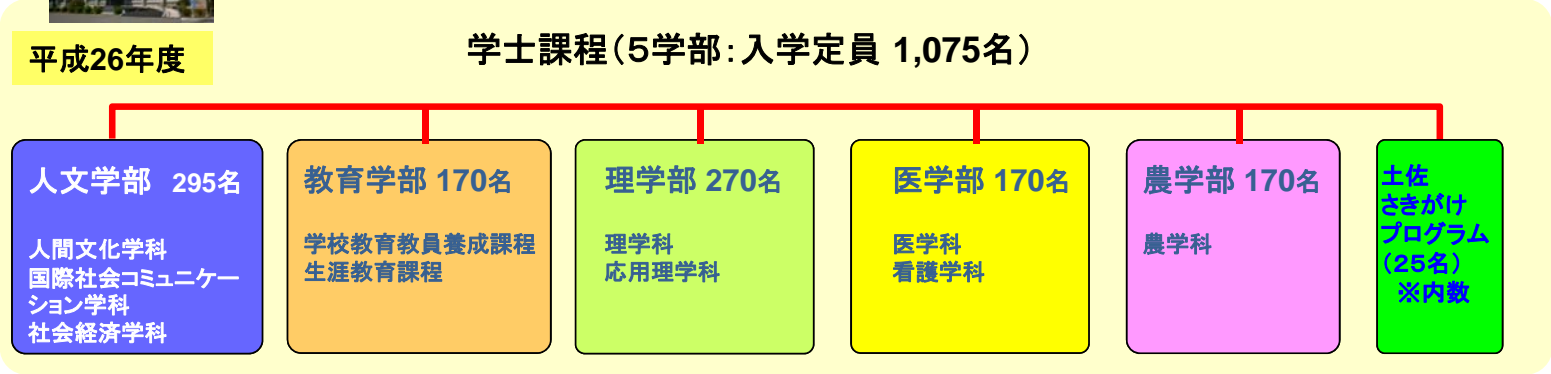 平成26年度
学士課程（５学部：入学定員 1,075名）
人文学部 295名
人間文化学科
国際社会コミュニケー
ション学科
社会経済学科
教育学部 170名
学校教育教員養成課程
生涯教育課程
理学部 270名
理学科
応用理学科
医学部 170名
医学科
看護学科
農学部 170名
農学科
土佐
さきがけ
プログラム
（２５名）
※内数